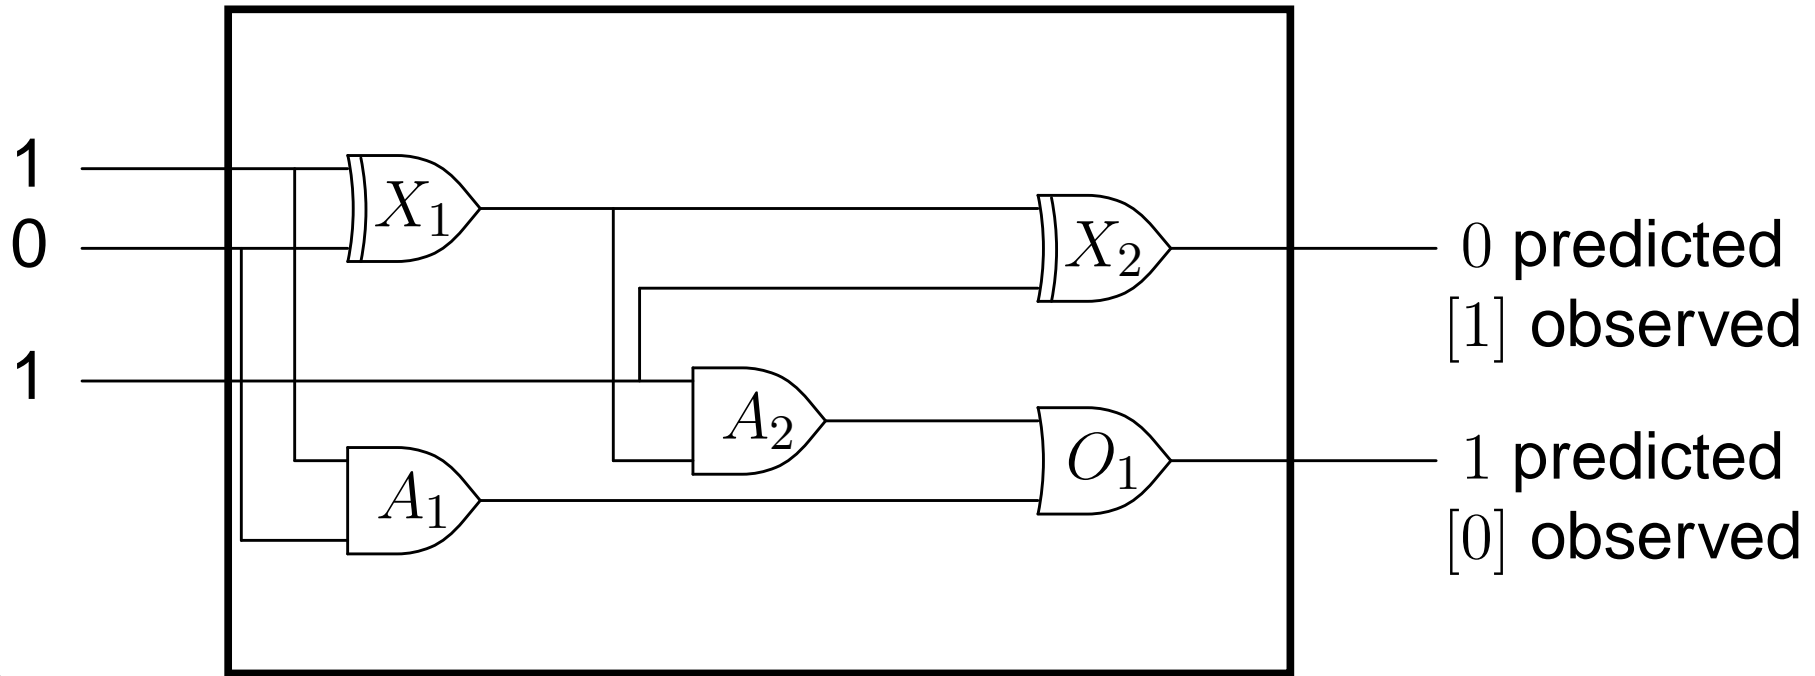 1
0
1
X₁
X₂
A₂
A₁
O₁
0 predicted
[1] observed
1 predicted
[0] observed